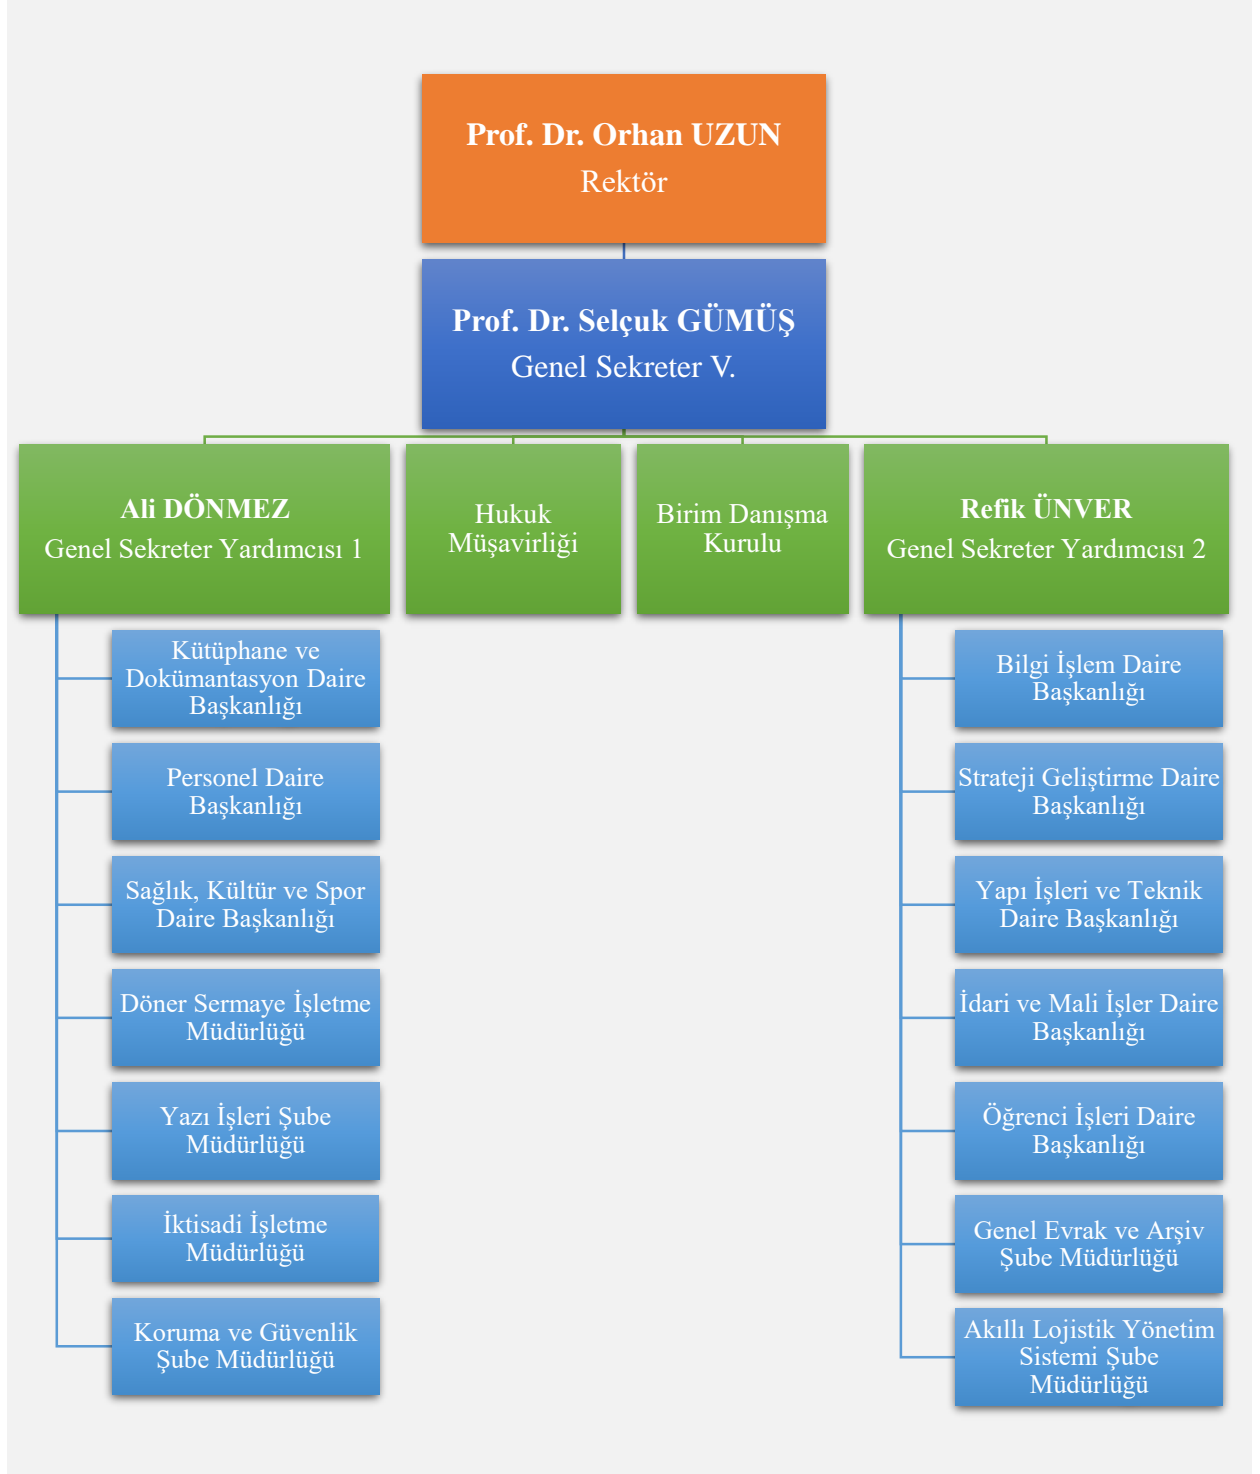 Prof. Dr. Orhan UZUN
Rektör
Prof. Dr. Selçuk GÜMÜŞ
Genel Sekreter V.
Ali DÖNMEZ
Genel Sekreter Yardımcısı 1
Hukuk
Müşavirliği
Birim Danışma
Kurulu
Refik ÜNVER
Genel Sekreter Yardımcısı 2
Kütüphane ve
Dokümantasyon Daire
Başkanlığı
Personel Daire
Başkanlığı
Sağlık, Kültür ve Spor
Daire Başkanlığı
Döner Sermaye İşletme
Müdürlüğü
Yazı İşleri Şube
Müdürlüğü
İktisadi İşletme
Müdürlüğü
Koruma ve Güvenlik
Şube Müdürlüğü
Bilgi İşlem Daire
Başkanlığı
Strateji Geliştirme Daire
Başkanlığı
Yapı İşleri ve Teknik
Daire Başkanlığı
İdari ve Mali İşler Daire
Başkanlığı
Öğrenci İşleri Daire
Başkanlığı
Genel Evrak ve Arşiv
Şube Müdürlüğü
Akıllı Lojistik Yönetim
Sistemi Şube
Müdürlüğü